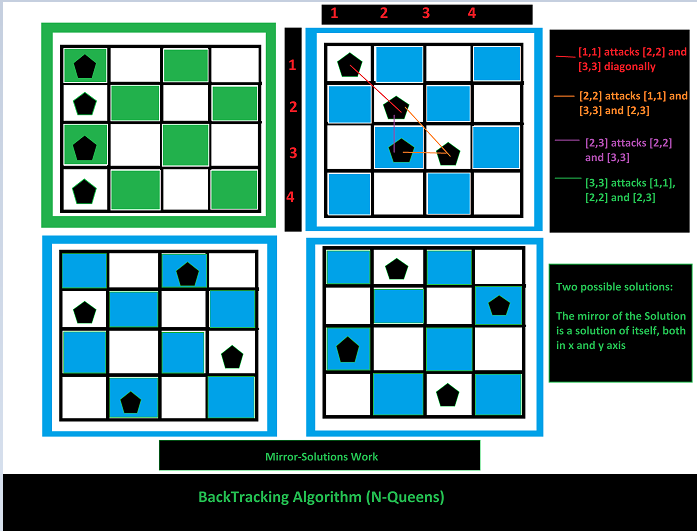 1 2 3 4
1
2
3
4
[1,1] attacks [2,2] and
[3,3] diagonally
[2,2] attacks [1,1] and
[3,3] and [2,3]
[2,3] attacks [2,2]
and [3,3]
[3,3] attacks [1,1],
[2,2] and [2,3]
Two possible solutions:
The mirror of the Solution
is a solution of itself, both
in x and y axis
Mirror-Solutions Work
BackTracking Algorithm (N-Queens)